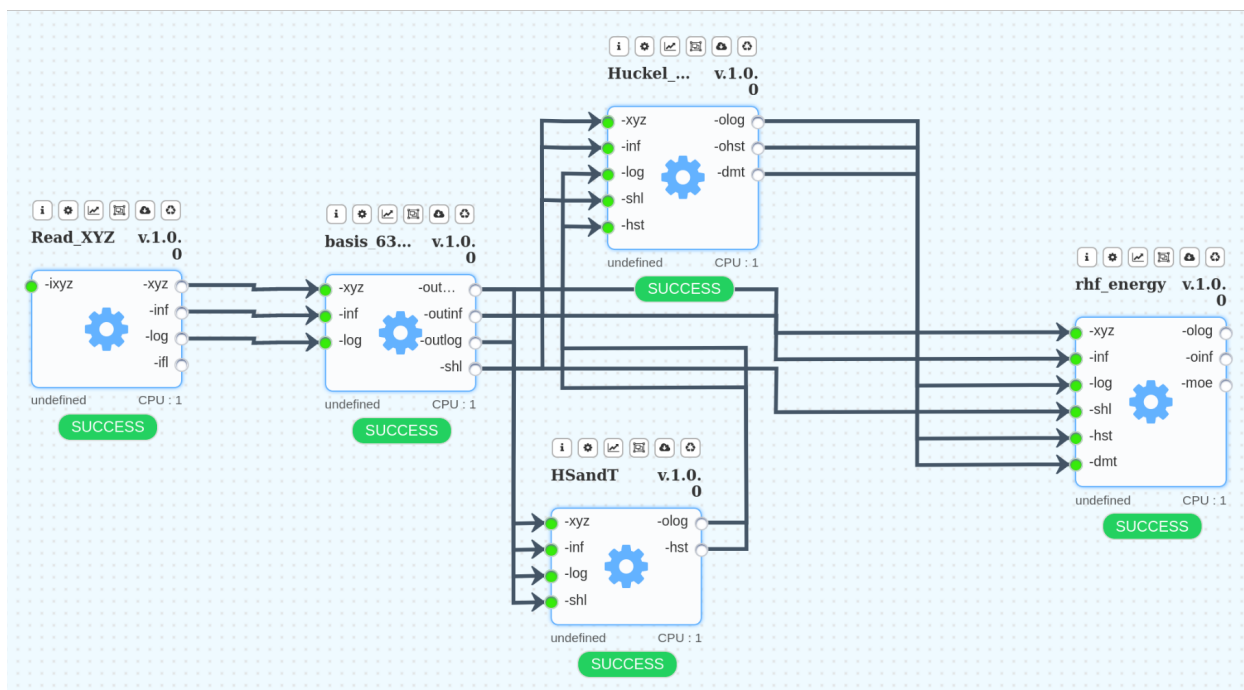 Huckel_... v.1.0.
0
-xyz -olog
-inf -ohst
-log -dmt
-shl
-hst
undefined CPU : 1
SUCCESS
Read_XYZ v.1.0.
0
-ixyz -xyz
-inf
-log
-ifl
undefined CPU : 1
SUCCESS
basis_63... v.1.0.
0
-xyz -out...
-inf -outinf
-log -outlog
-shl
undefined CPU : 1
SUCCESS
HSandT v.1.0.
0
-xyz -olog
-inf -hst
-log
-shl
undefined CPU : 1
SUCCESS
rhf_energy v.1.0.
0
-xyz -olog
-inf -oinf
-log -moe
-shl
-hst
-dmt
undefined CPU : 1
SUCCESS